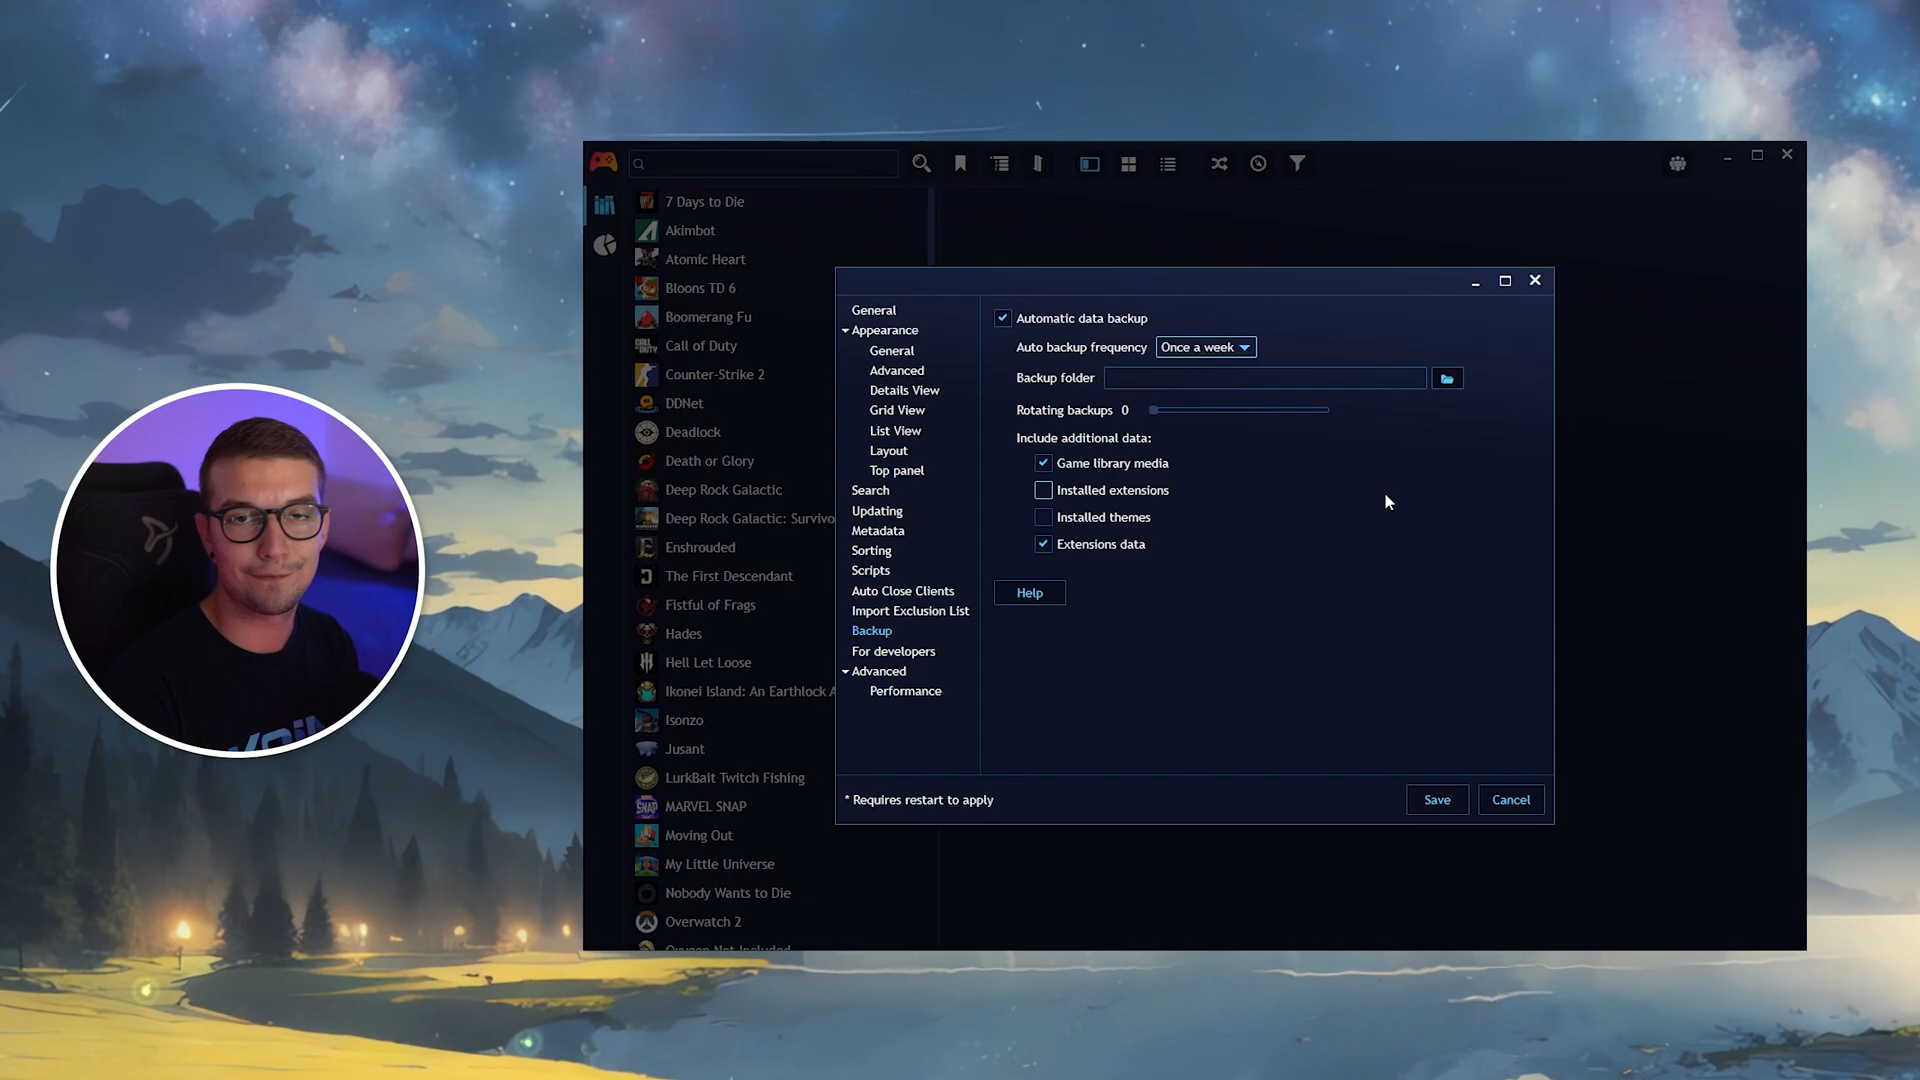 7 Days to Die
Akimbot
Atomic Heart
Bloons TD 6
Boomerang Fu
Call of Duty
Counter-Strike 2
DDNet
Deadlock
Death or Glory
Deep Rock Galactic
Deep Rock Galactic: Survivo
Enshrouded
The First Descendant
Fistful of Frags
Hades
Hell Let Loose
Ikonei Island: An Earthlock A
Isonzo
Jusant
LurkBait Twitch Fishing
MARVEL SNAP
Moving Out
My Little Universe
Nobody Wants to Die
Overwatch 2
Oxygen Not Included
General
Appearance
General
Advanced
Details View
Grid View
List View
Layout
Top panel
Search
Updating
Metadata
Sorting
Scripts
Auto Close Clients
Import Exclusion List
Backup
For developers
Advanced
Performance
Automatic data backup
Auto backup frequency Once a week
Backup folder
Rotating backups 0
Include additional data:
Game library media
Installed extensions
Installed themes
Extensions data
Help
* Requires restart to apply
Save Cancel